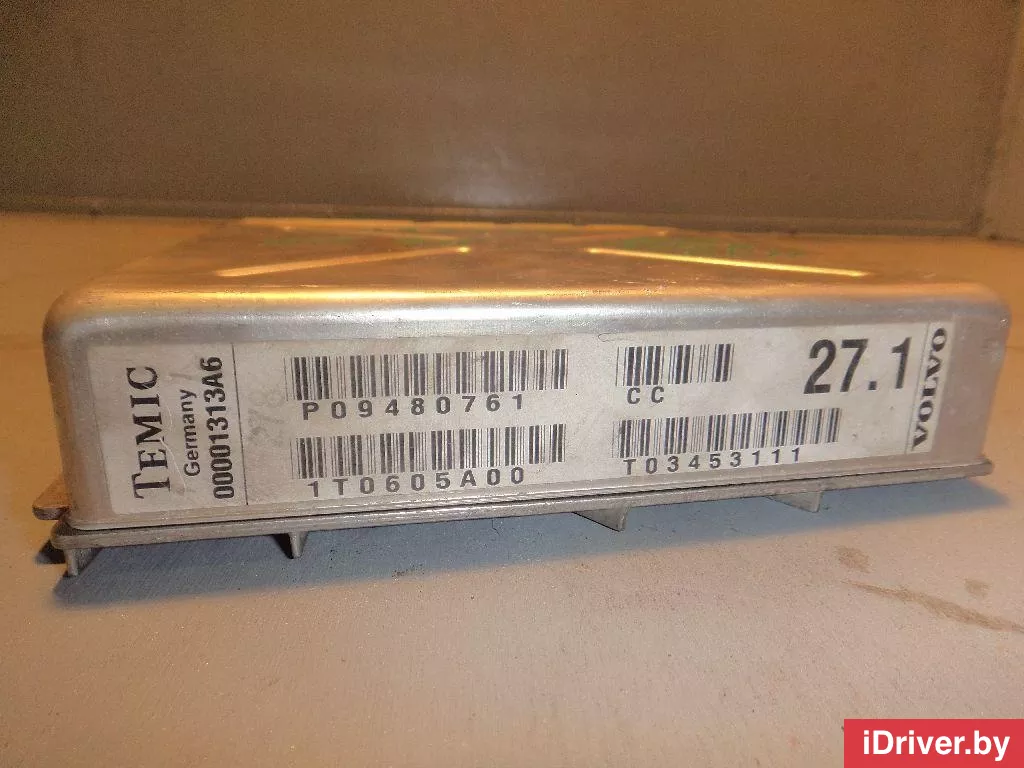 TEMIC
Germany
00001313A6
P09480761
1T0605A00
CC
T03453111
27.1
VOLVO
iDriver.by